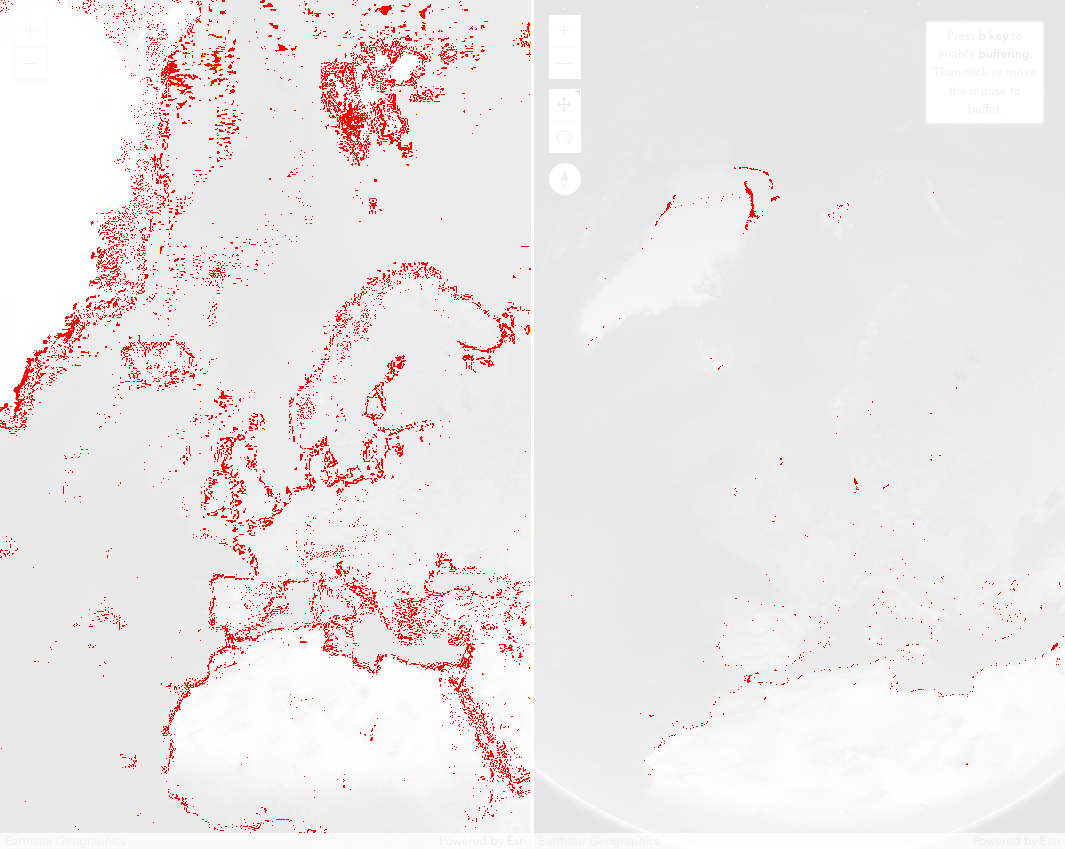 Press b key to
enable buffering.
Then click or move
the mouse to
buffer.
Earthstar Geographics
Powered by Esri
Earthstar Geographics
Powered by Esri